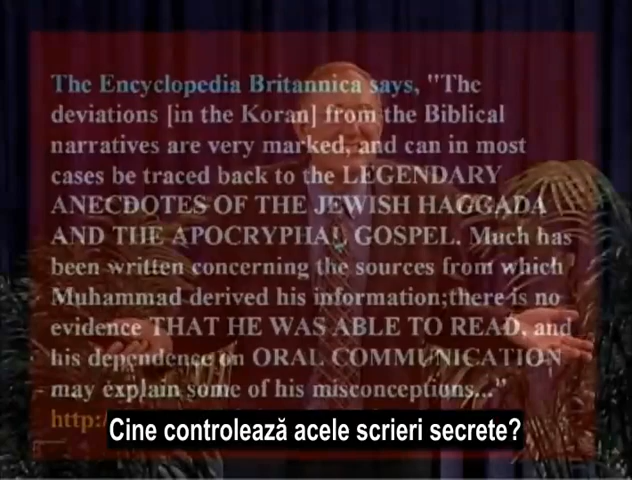 The Encyclopedia Britannica says, "The
deviations [in the Koran] from the Biblical
narratives are very marked, and can in most
cases be traced back to the LEGENDARY
ANECDOTES OF THE JEWISH HAGGADA
AND THE APOCRYPHAL GOSPEL. Much has
been written concerning the sources from which
Muhammad derived his information;there is no
evidence THAT HE WAS ABLE TO READ, and
his dependence on ORAL COMMUNICATION
may explain some of his misconceptions..."
http:/
Cine controlează acele scrieri secrete?